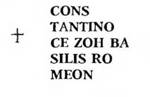 CONS
TANTINO
☩ CE ZOH BA
SILIS RO
MEON